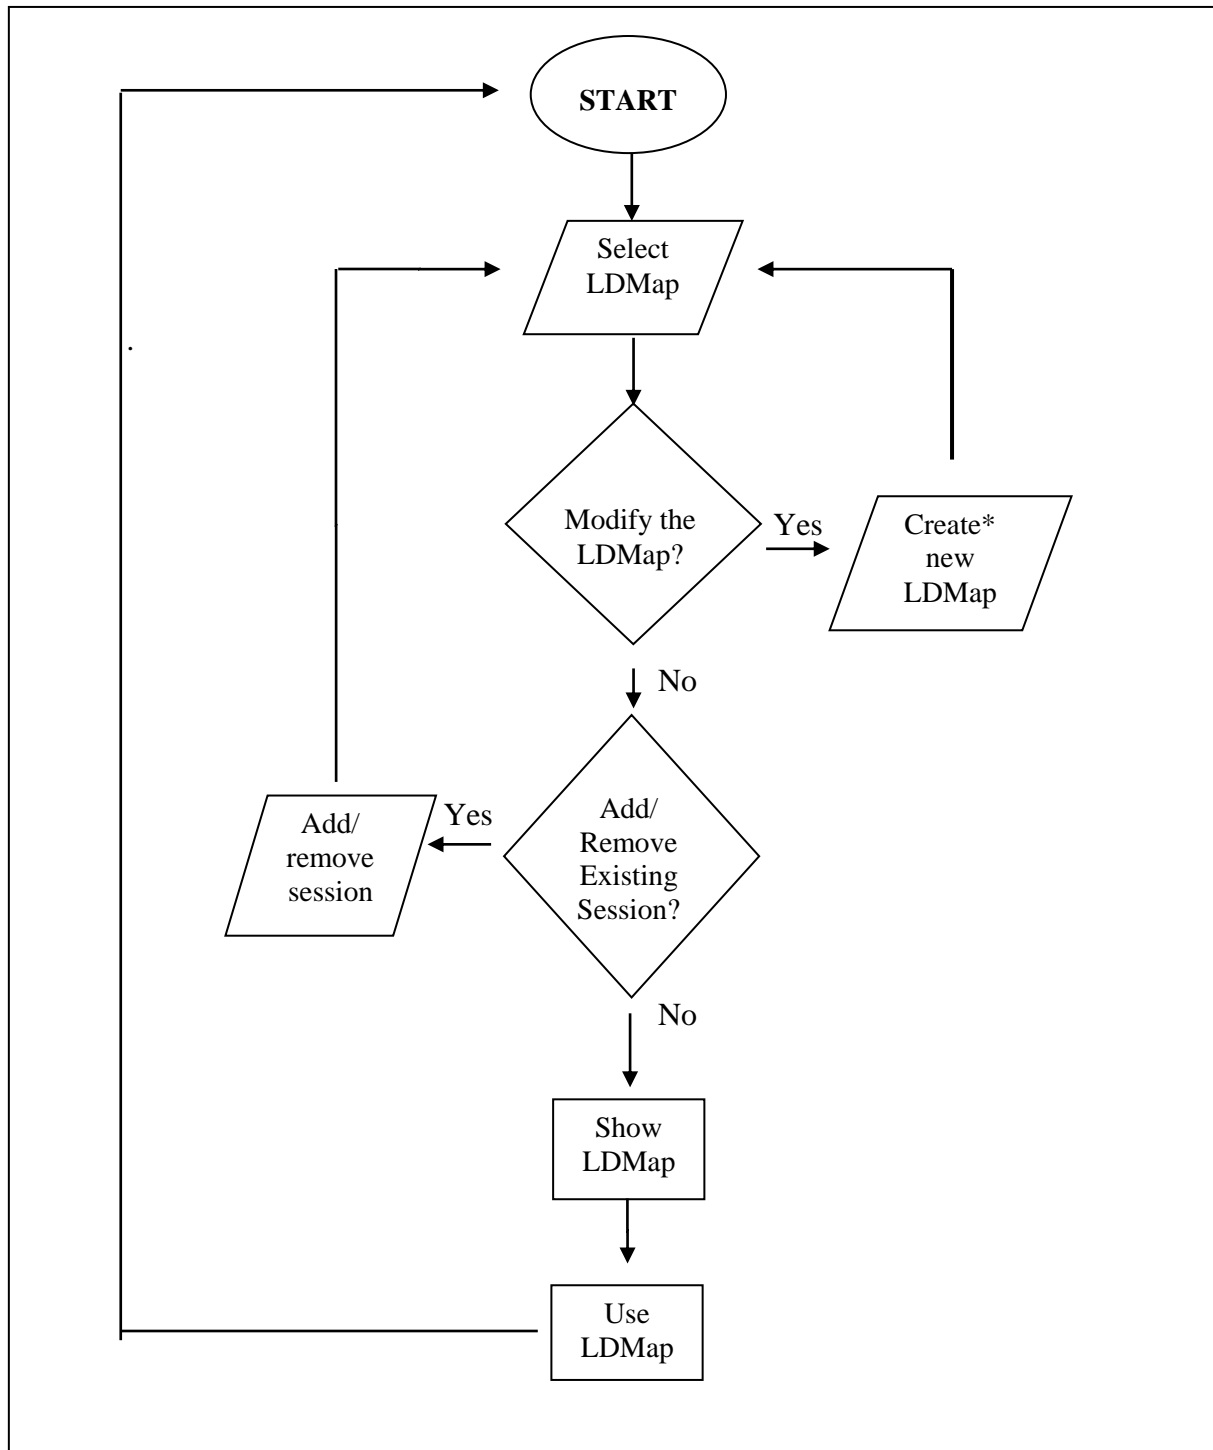 START
Select
LDMap
Modify the
LDMap?
Yes
Create*
new
LDMap
No
Add/
Remove
Existing
Session?
Yes
Add/
remove
session
No
Show
LDMap
Use
LDMap